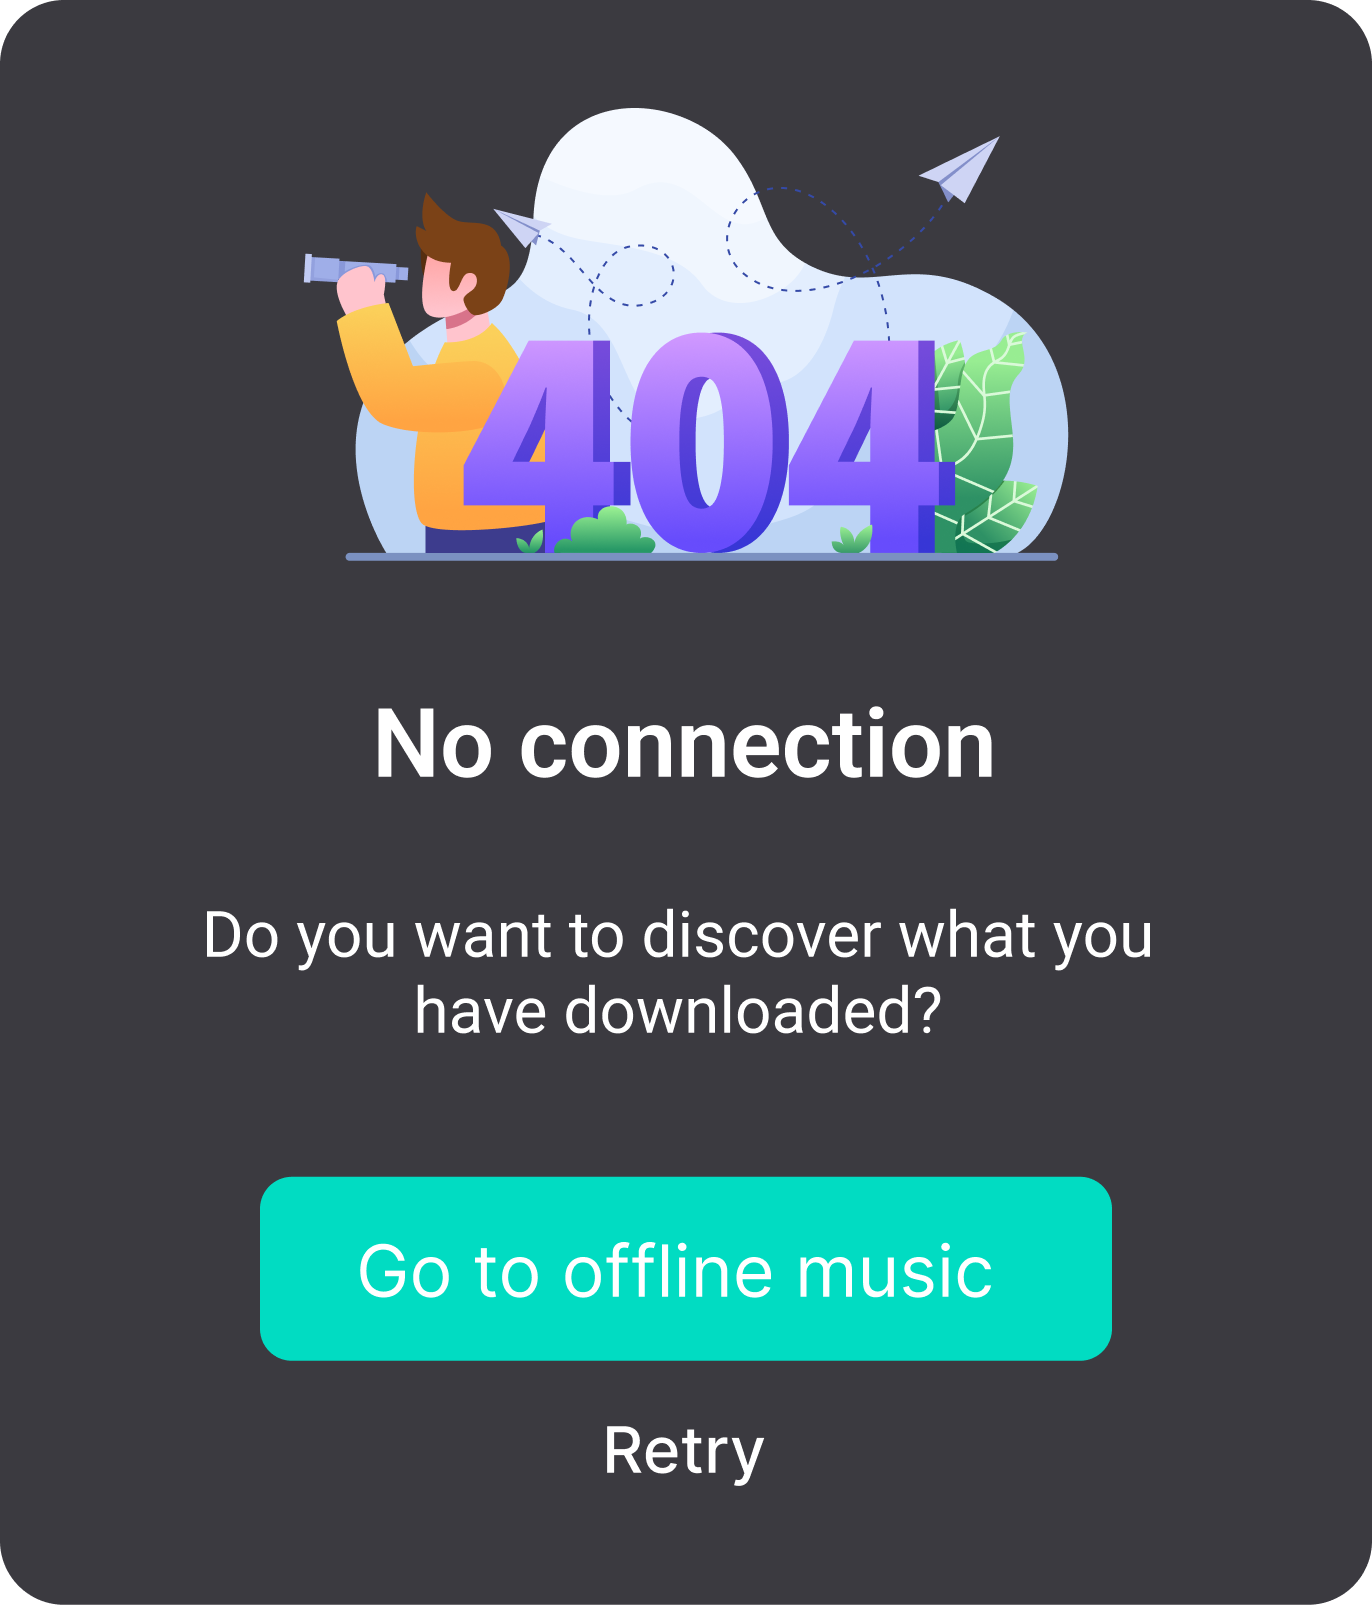 404
No connection
Do you want to discover what you
have downloaded?
Go to offline music
Retry